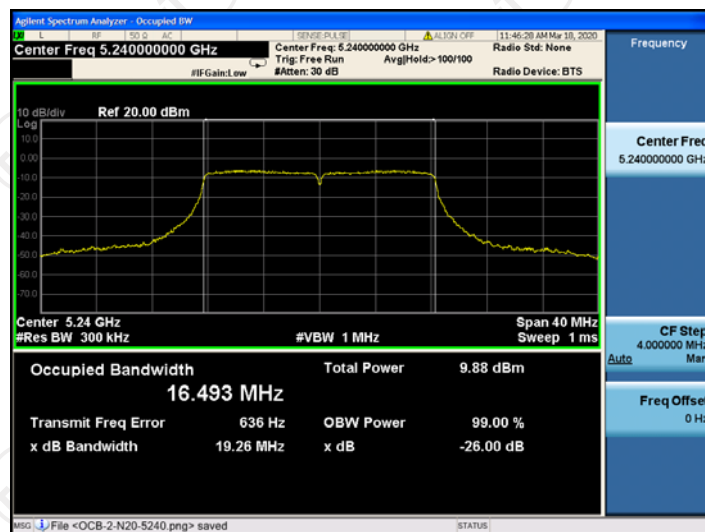 Agilent Spectrum Analyzer - Occupied BW
L RF 50 Ω AC SENSE:PULSE ALIGN OFF 11:46:28 AM Mar 18, 2020
Center Freq 5.240000000 GHz
Center Freq: 5.240000000 GHz
Radio Std: None
Trig: Free Run Avg|Hold:>100/100
#IFGain:Low
#Atten: 30 dB
Radio Device: BTS
10 dB/div Ref 20.00 dBm
Log
10.0
0.00
-10.0
-20.0
-30.0
-40.0
-50.0
-60.0
-70.0
Center 5.24 GHz
Span 40 MHz
#Res BW 300 kHz
#VBW 1 MHz
Sweep 1 ms
Occupied Bandwidth
Total Power 9.88 dBm
16.493 MHz
Transmit Freq Error 636 Hz
OBW Power 99.00 %
x dB Bandwidth 19.26 MHz
x dB -26.00 dB
MSG File <OCB-2-N20-5240.png> saved
STATUS
Frequency
Center Freq
5.240000000 GHz
CF Step
4.000000 MHz
Auto Man
Freq Offset
0 Hz